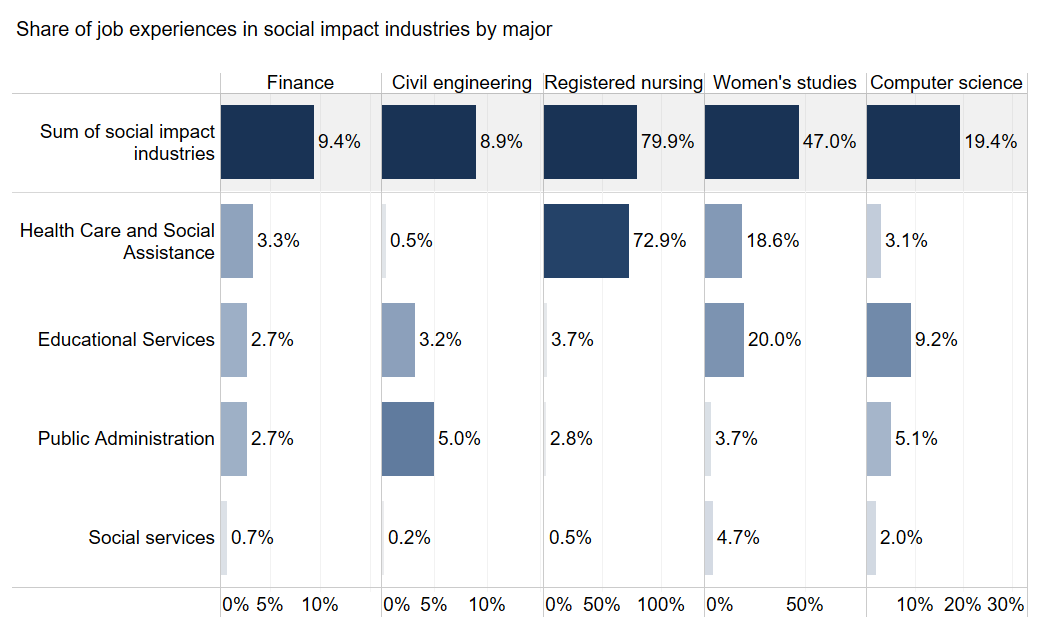 Share of job experiences in social impact industries by major
Finance Civil engineering Registered nursing Women's studies Computer science
Sum of social impact
industries
9.4% 8.9% 79.9% 47.0% 19.4%
Health Care and Social
Assistance
3.3% 0.5% 72.9% 18.6% 3.1%
Educational Services 2.7% 3.2% 3.7% 20.0% 9.2%
Public Administration 2.7% 5.0% 2.8% 3.7% 5.1%
Social services 0.7% 0.2% 0.5% 4.7% 2.0%
0% 5% 10% 0% 5% 10% 0% 50% 100% 0% 50% 10% 20% 30%